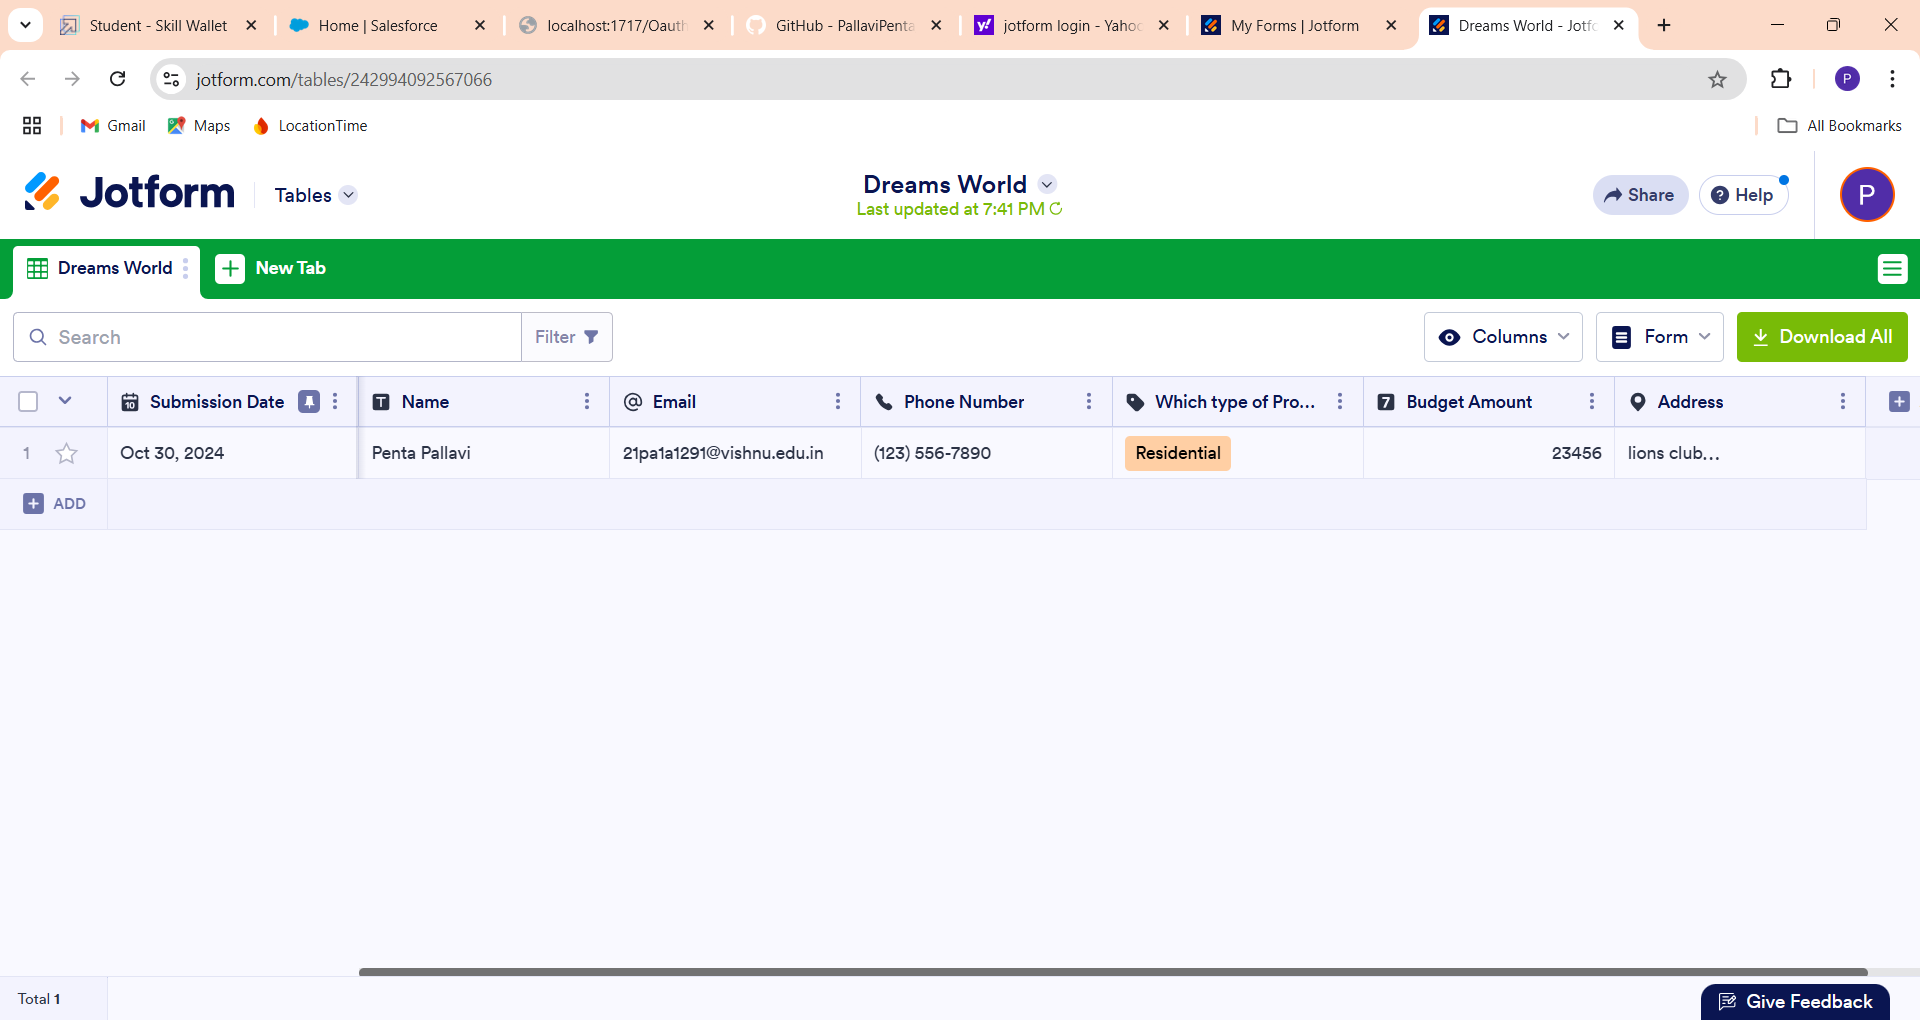 Student - Skill Wallet
Home | Salesforce
localhost:1717/Oauth
GitHub - PallaviPenta
jotform login - Yahoo
My Forms | Jotform
Dreams World - Jotfo
jotform.com/tables/242994092567066
P
Gmail
Maps
LocationTime
All Bookmarks
Jotform
Tables
Dreams World
Last updated at 7:41 PM
Share
? Help
P
Dreams World
New Tab
Search
Filter
Columns
Form
Download All
Submission Date
Name
Email
Phone Number
Which type of Pro...
Budget Amount
Address
1
Oct 30, 2024
Penta Pallavi
21pa1a1291@vishnu.edu.in
(123) 556-7890
Residential
23456
lions club...
ADD
Total 1
Give Feedback